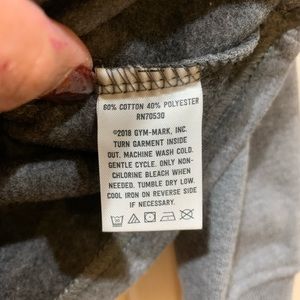 60% COTTON 40% POLYESTER
RN70530
©2018 GYM-MARK, INC.
TURN GARMENT INSIDE
OUT. MACHINE WASH COLD.
GENTLE CYCLE. ONLY NON-
CHLORINE BLEACH WHEN
NEEDED. TUMBLE DRY LOW.
COOL IRON ON REVERSE SIDE
IF NECESSARY.